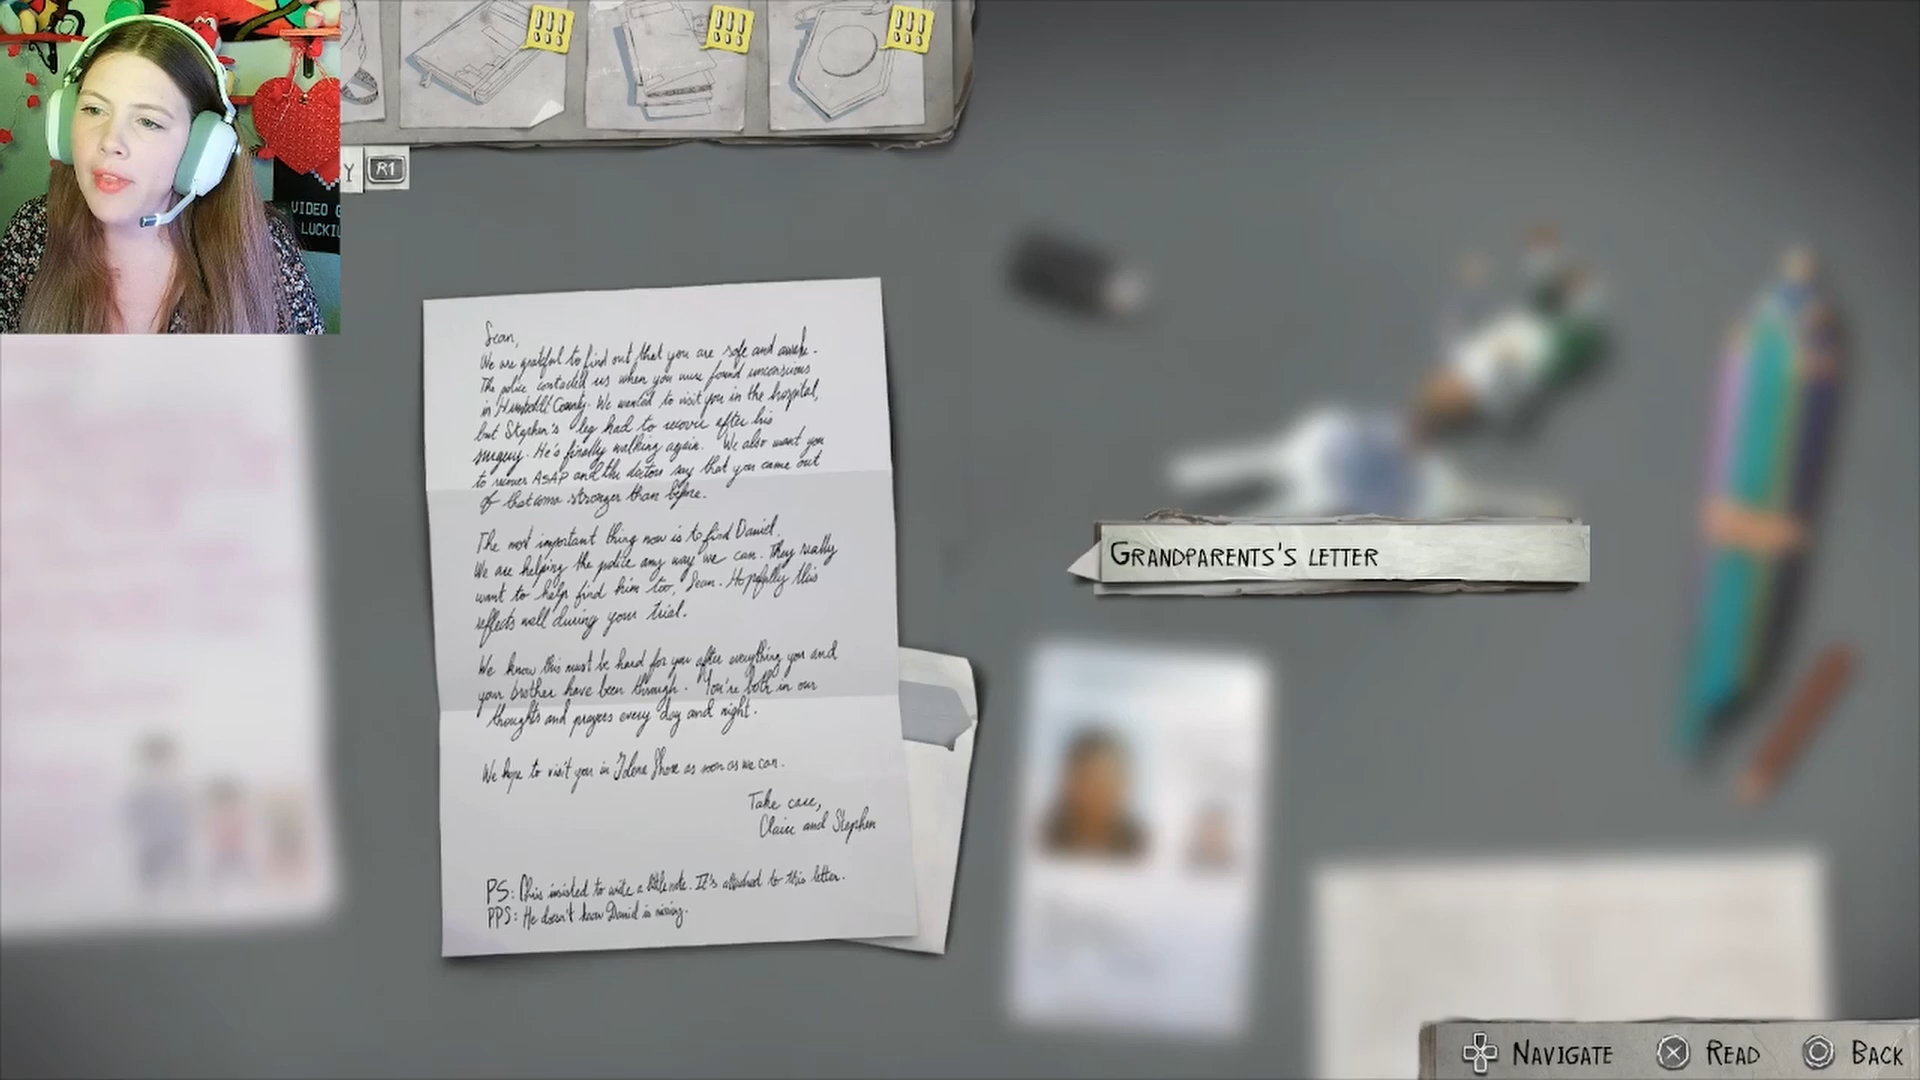 VIDEO G
LUCKIL
Y R1
Sean,
We are grateful to find out that you are safe and awake.
The police contacted us when you were found unconscious
in Humboldt County. We wanted to visit you in the hospital,
but Stephen's leg had to recover after his
surgery. He's finally walking again. We also want you
to recover ASAP and the doctors say that you came out
of that coma stronger than before.
The most important thing now is to find Daniel.
We are helping the police any way we can. They really
want to help find him too, Sean. Hopefully this
reflects well during your trial.
We know this must be hard for you after everything you and
your brother have been through. You're both in our
thoughts and prayers every day and night.
We hope to visit you in Shore as soon as we can.
Take care,
Claire and Stephen
PS: Chris insisted to write a little note. It's attached to this letter.
PPS: He doesn't know Daniel is missing.
GRANDPARENTS'S LETTER
NAVIGATE READ BACK